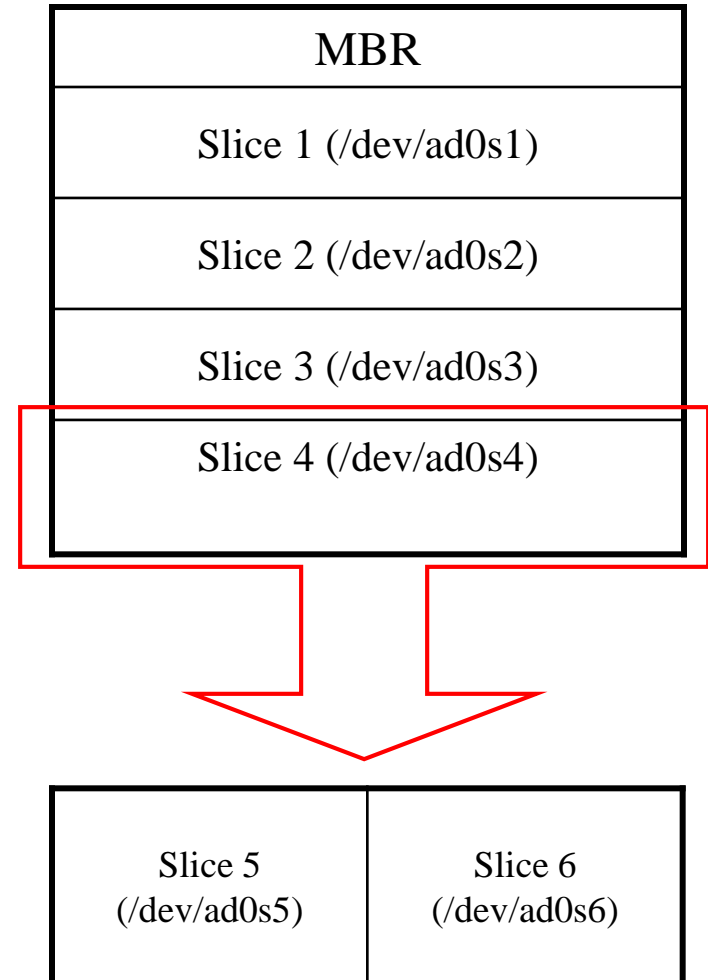 MBR
Slice 1 (/dev/ad0s1)
Slice 2 (/dev/ad0s2)
Slice 3 (/dev/ad0s3)
Slice 4 (/dev/ad0s4)
Slice 5
(/dev/ad0s5)
Slice 6
(/dev/ad0s6)